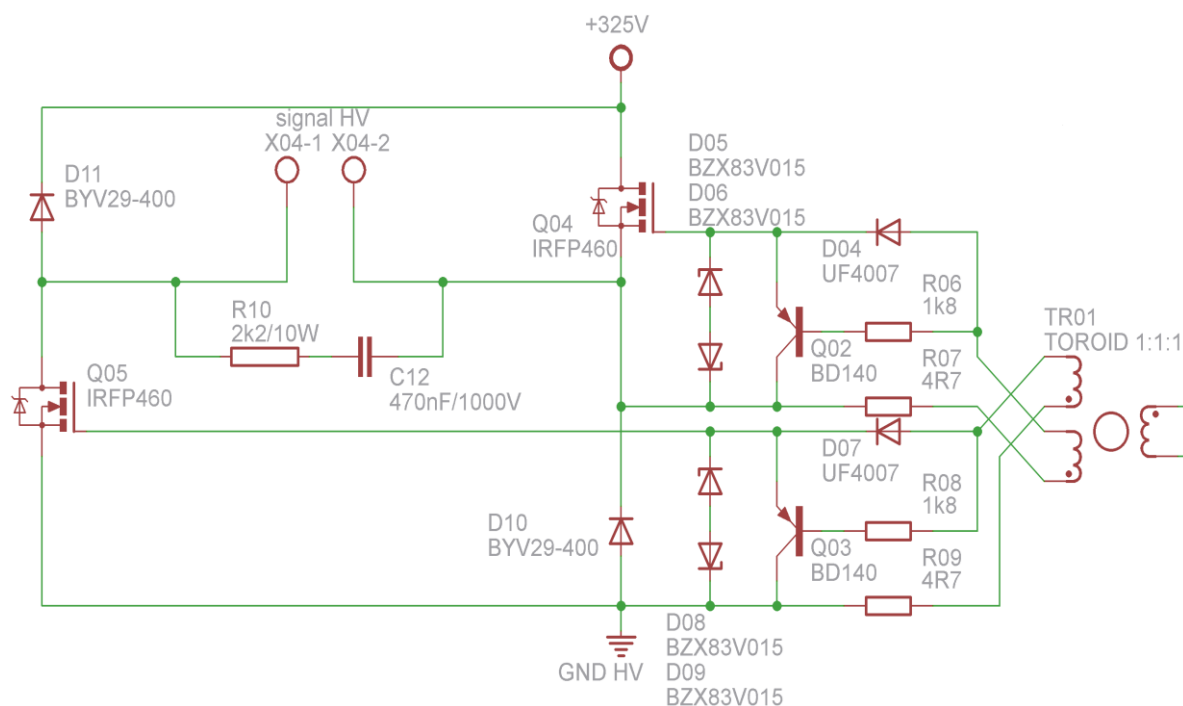 +325V
signal HV
X04-1 X04-2
D11
BYV29-400
D05
BZX83V015
D06
BZX83V015
Q04
IRFP460
D04
UF4007
R06
1k8
R10
2k2/10W
TR01
TOROID 1:1:1
Q02
BD140
R07
4R7
C12
470nF/1000V
Q05
IRFP460
D07
UF4007
R08
1k8
D10
BYV29-400
Q03
BD140
R09
4R7
GND HV
D08
BZX83V015
D09
BZX83V015